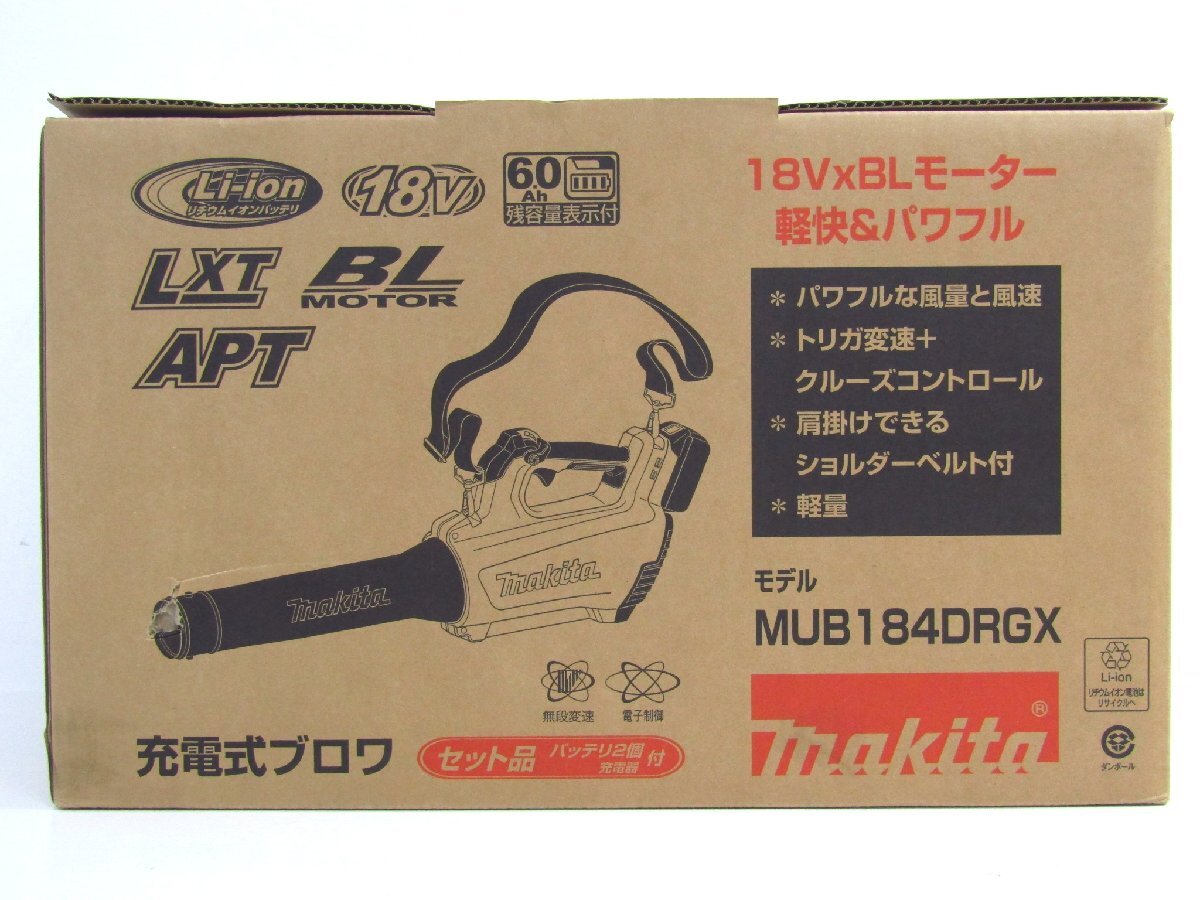 Li-ion
リチウムイオンバッテリ
18V
6.0
Ah
残容量表示付
LXT
BL
MOTOR
APT
18VxBLモーター
軽快&パワフル
* パワフルな風量と風速
* トリガ変速+
クルーズコントロール
* 肩掛けできる
ショルダーベルト付
* 軽量
makita
makita
モデル
MUB184DRGX
無段変速
電子制御
充電式ブロワ
セット品 バッテリ2個 充電器 付
makita®
Li-ion
リチウムイオン電池は
リサイクルへ
ダンボール